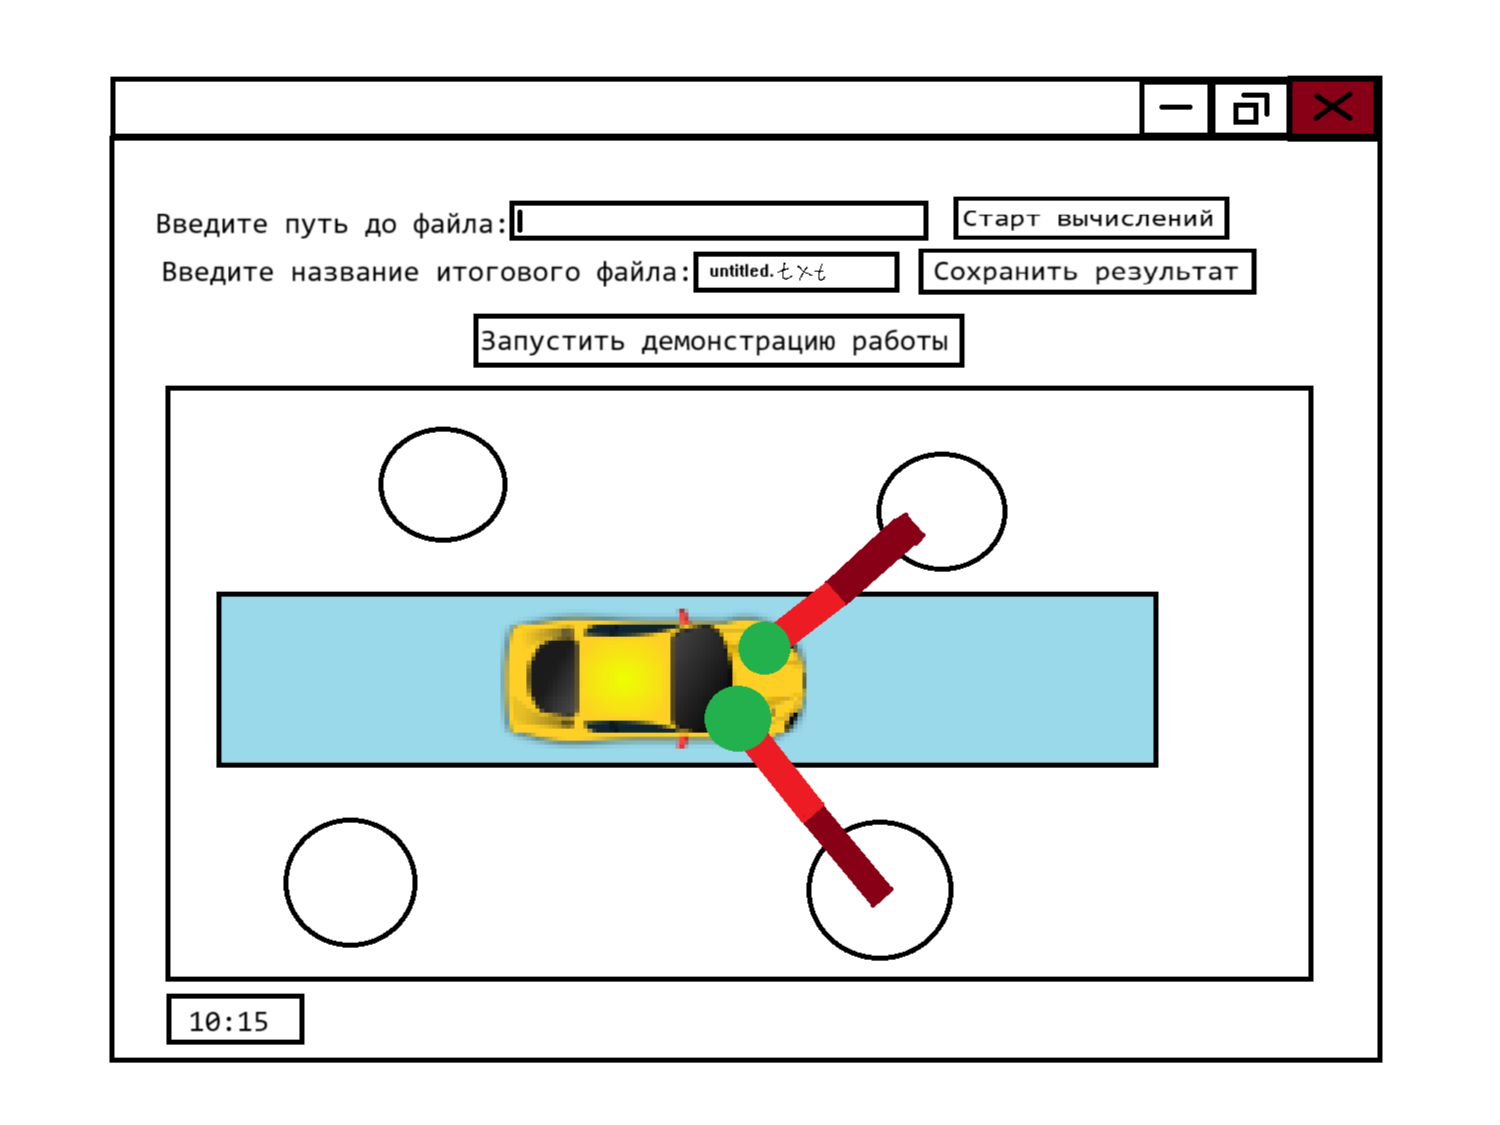 Введите путь до файла: Старт вычислений
Введите название итогового файла: untitled.txt Сохранить результат
Запустить демонстрацию работы
10:15